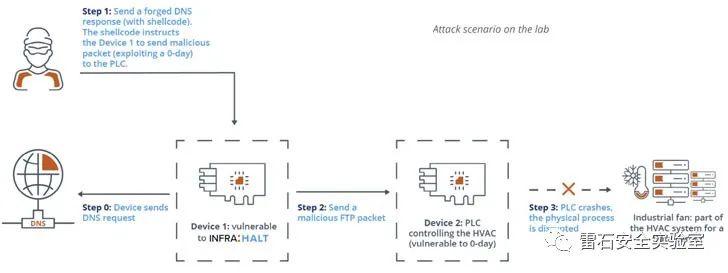 Step 1: Send a forged DNS
response (with shellcode).
The shellcode instructs
the Device 1 to send malicious
packet (exploiting a 0-day)
to the PLC.
Attack scenario on the lab
DNS
Step 0: Device sends
DNS request
Device 1: vulnerable
to INFRA:HALT
Step 2: Send a
malicious FTP packet
Device 2: PLC
controlling the HVAC
(vulnerable to 0-day)
Step 3: PLC crashes,
the physical process
is disrupted
Industrial fan: part of
the HVAC system for a
雷石安全实验室